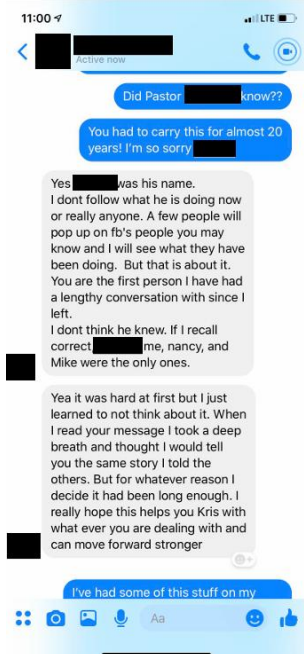 11:00
LTE
Active now
Did Pastor know??
You had to carry this for almost 20
years! I'm so sorry
Yes was his name.
I dont follow what he is doing now
or really anyone. A few people will
pop up on fb's people you may
know and I will see what they have
been doing. But that is about it.
You are the first person I have had
a lengthy conversation with since I
left.
I dont think he knew. If I recall
correct, me, nancy, and
Mike were the only ones.
Yea it was hard at first but I just
learned to not think about it. When
I read your message I took a deep
breath and thought I would tell
you the same story I told the
others. But for whatever reason I
decide it had been long enough. I
really hope this helps you Kris with
what ever you are dealing with and
can move forward stronger
I've had some of this stuff on my
Aa